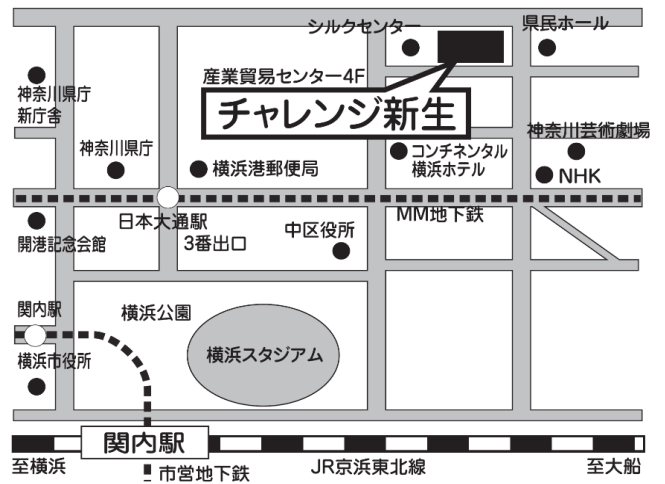 シルクセンター
県民ホール
産業貿易センター4F
チャレンジ新生
神奈川県庁
新庁舎
神奈川県庁
横浜港郵便局
コンチネンタル
横浜ホテル
神奈川芸術劇場
NHK
日本大通駅
3番出口
MM地下鉄
開港記念会館
中区役所
関内駅
横浜公園
横浜市役所
横浜スタジアム
関内駅
至横浜
市営地下鉄
JR京浜東北線
至大船